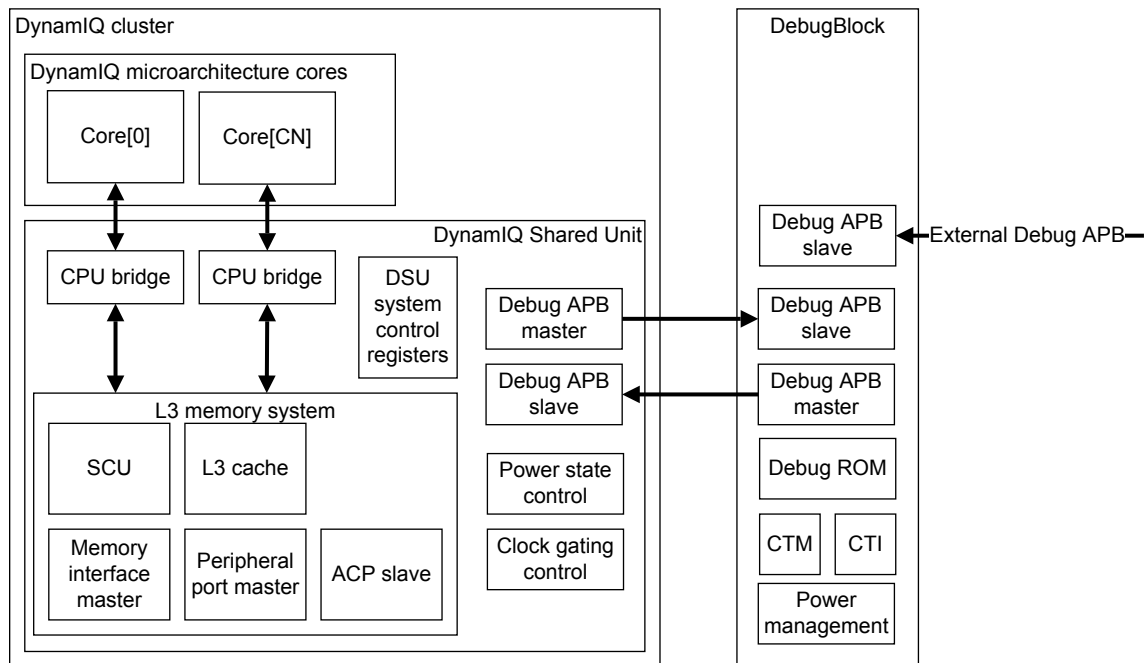 DynamIQ cluster
DynamIQ microarchitecture cores
Core[0]
Core[CN]
DynamIQ Shared Unit
CPU bridge
CPU bridge
DSU
system
control
registers
Debug APB
master
Debug APB
slave
L3 memory system
SCU
L3 cache
Memory
interface
master
Peripheral
port master
ACP slave
Power state
control
Clock gating
control
DebugBlock
Debug APB
slave
External Debug APB
Debug APB
slave
Debug APB
master
Debug ROM
CTM
CTI
Power
management